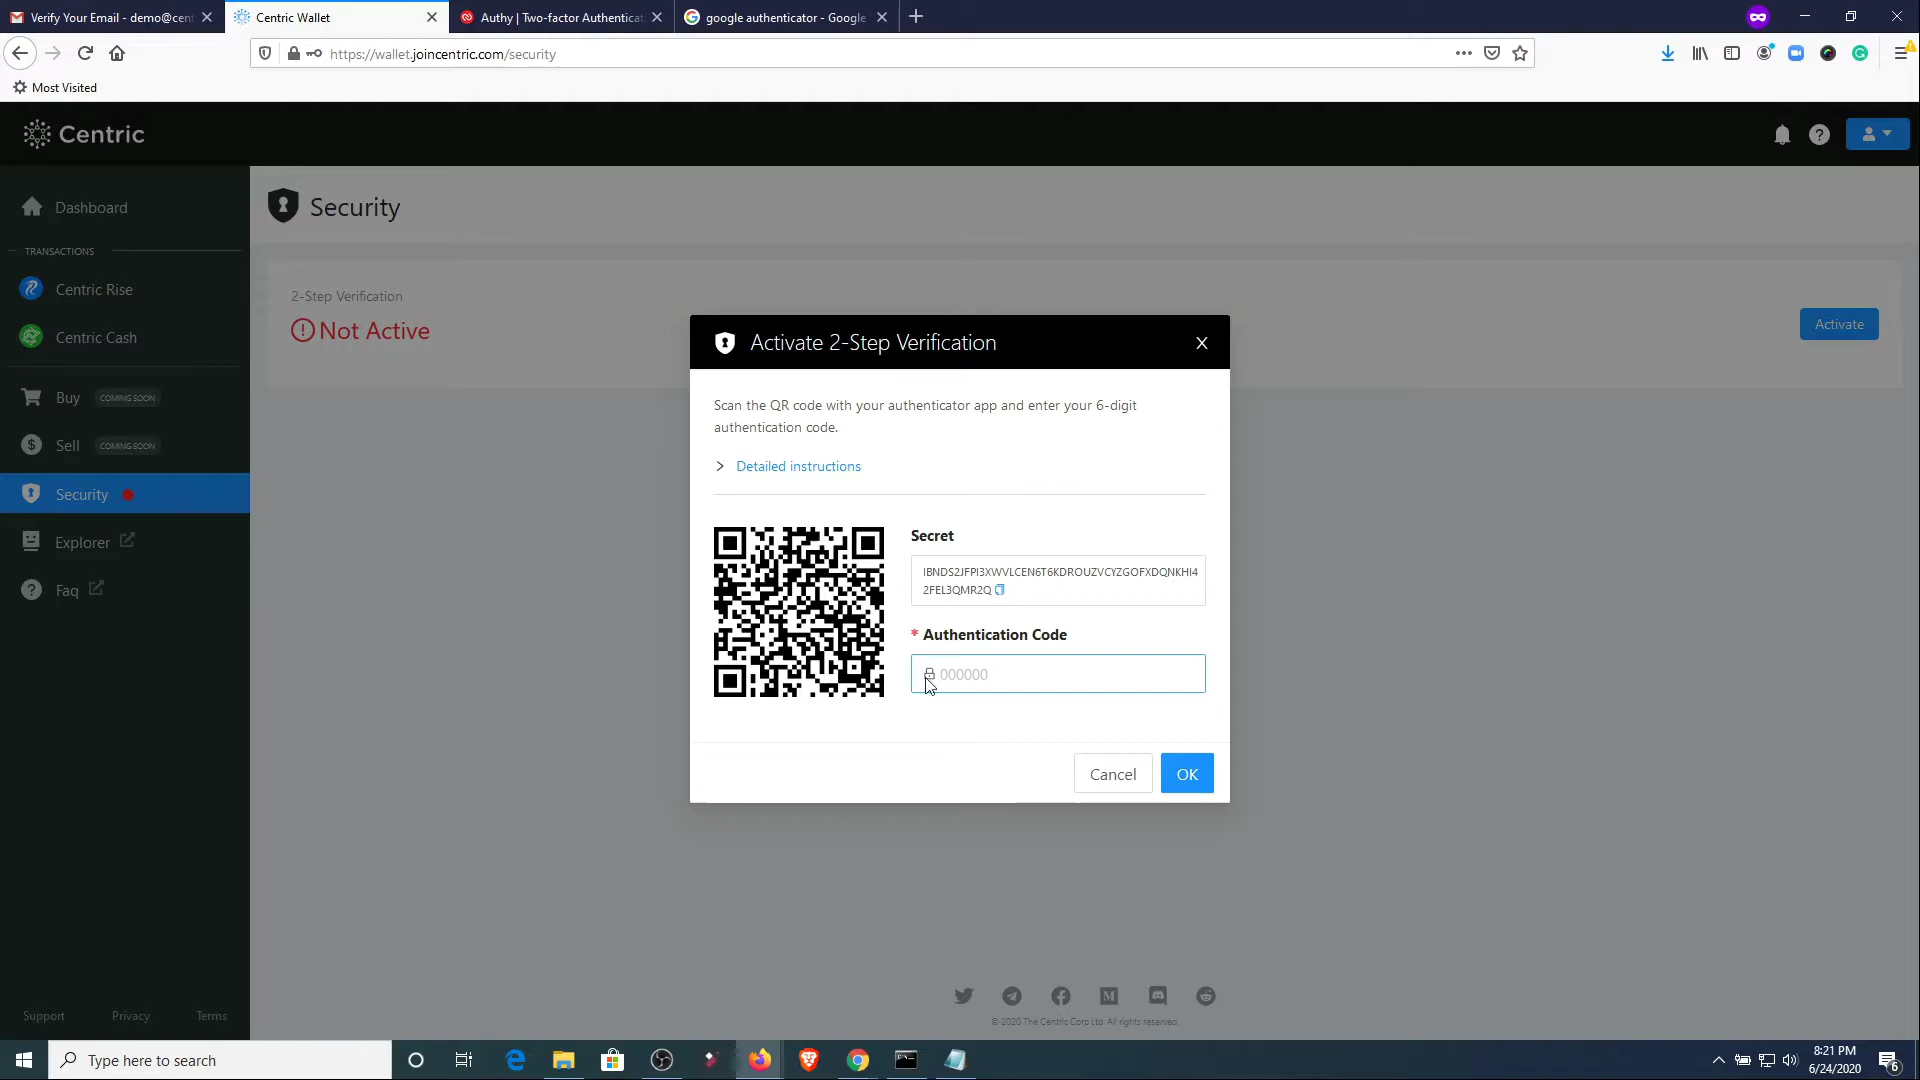 Verify Your Email - demo@cent
Centric Wallet
Authy | Two-factor Authenticat
google authenticator - Google
https://wallet.joincentric.com/security
Most Visited
Centric
Dashboard
TRANSACTIONS
Centric Rise
Centric Cash
Buy COMING SOON
Sell COMING SOON
Security
Explorer
Faq
Support Privacy Terms
Security
2-Step Verification
Not Active
Activate
Activate 2-Step Verification
X
Scan the QR code with your authenticator app and enter your 6-digit
authentication code.
Detailed instructions
Secret
IBNDS2JFPI3XWVLCEN6T6KDROUZVCYZGOFXDQNKHI4
2FEL3QMR2Q
* Authentication Code
000000
Cancel
OK
© 2020 The Centric Corp Ltd. All rights reserved.
Type here to search
8:21 PM
6/24/2020
6